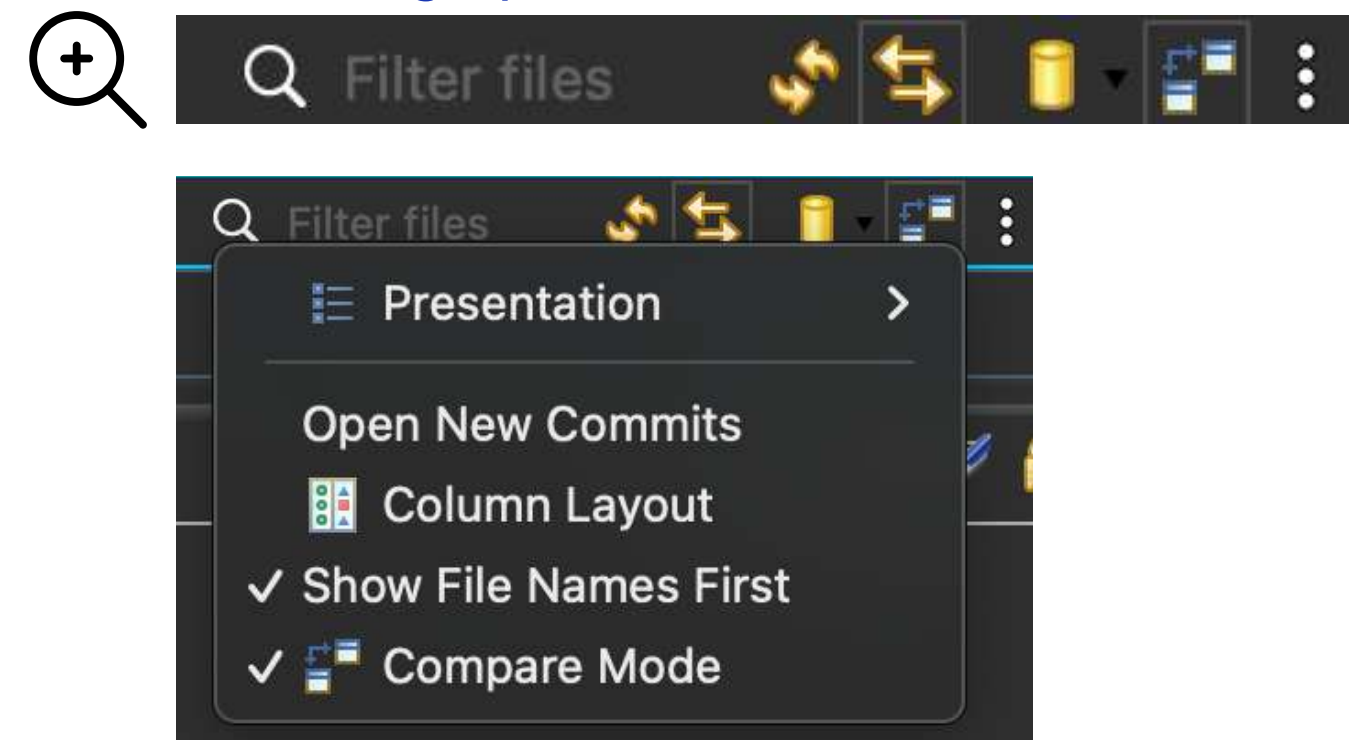 Filter files
Filter files
Presentation
Open New Commits
Column Layout
Show File Names First
Compare Mode